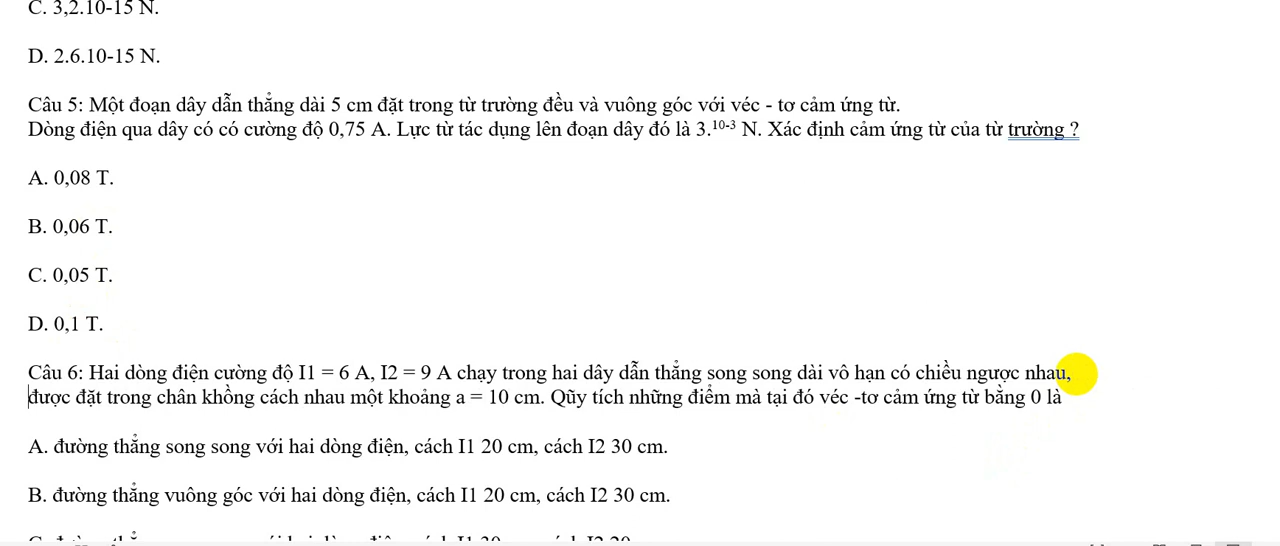 C. 3,2.10-15 N.
D. 2.6.10-15 N.
Câu 5: Một đoạn dây dẫn thẳng dài 5 cm đặt trong từ trường đều và vuông góc với véc - tơ cảm ứng từ.
Dòng điện qua dây có có cường độ 0,75 A. Lực từ tác dụng lên đoạn dây đó là 3.¹⁰⁻³ N. Xác định cảm ứng từ của từ trường ?
A. 0,08 T.
B. 0,06 T.
C. 0,05 T.
D. 0,1 T.
Câu 6: Hai dòng điện cường độ I1 = 6 A, I2 = 9 A chạy trong hai dây dẫn thẳng song song dài vô hạn có chiều ngược nhau,
được đặt trong chân không cách nhau một khoảng a = 10 cm. Qũy tích những điểm mà tại đó véc -tơ cảm ứng từ bằng 0 là
A. đường thẳng song song với hai dòng điện, cách I1 20 cm, cách I2 30 cm.
B. đường thẳng vuông góc với hai dòng điện, cách I1 20 cm, cách I2 30 cm.